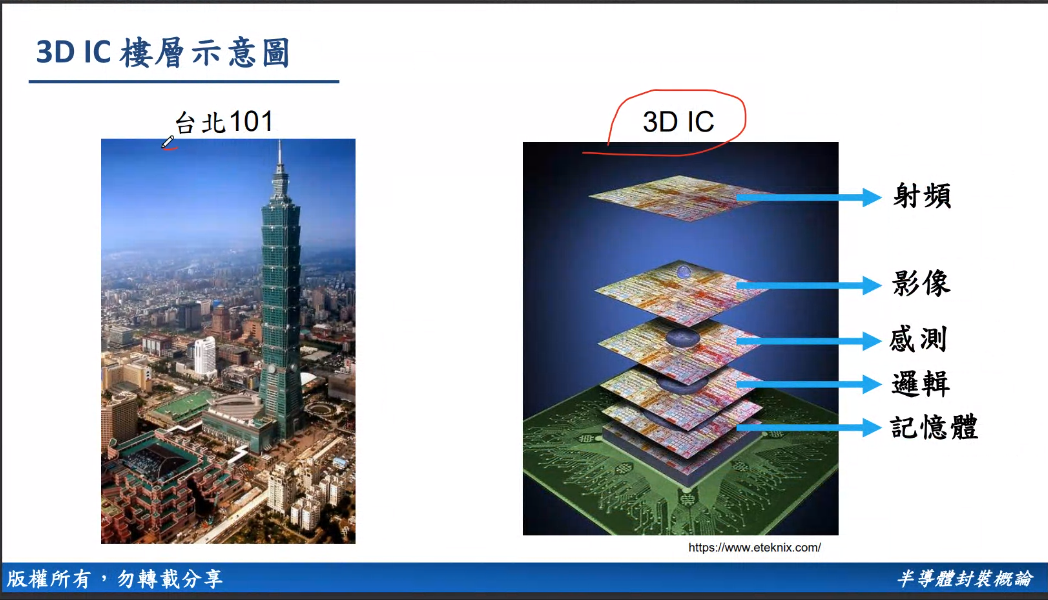 3D IC 樓層示意圖
台北101
3D IC
射頻
影像
感測
邏輯
記憶體
https://www.eteknix.com/
版權所有，勿轉載分享
半導體封裝概論